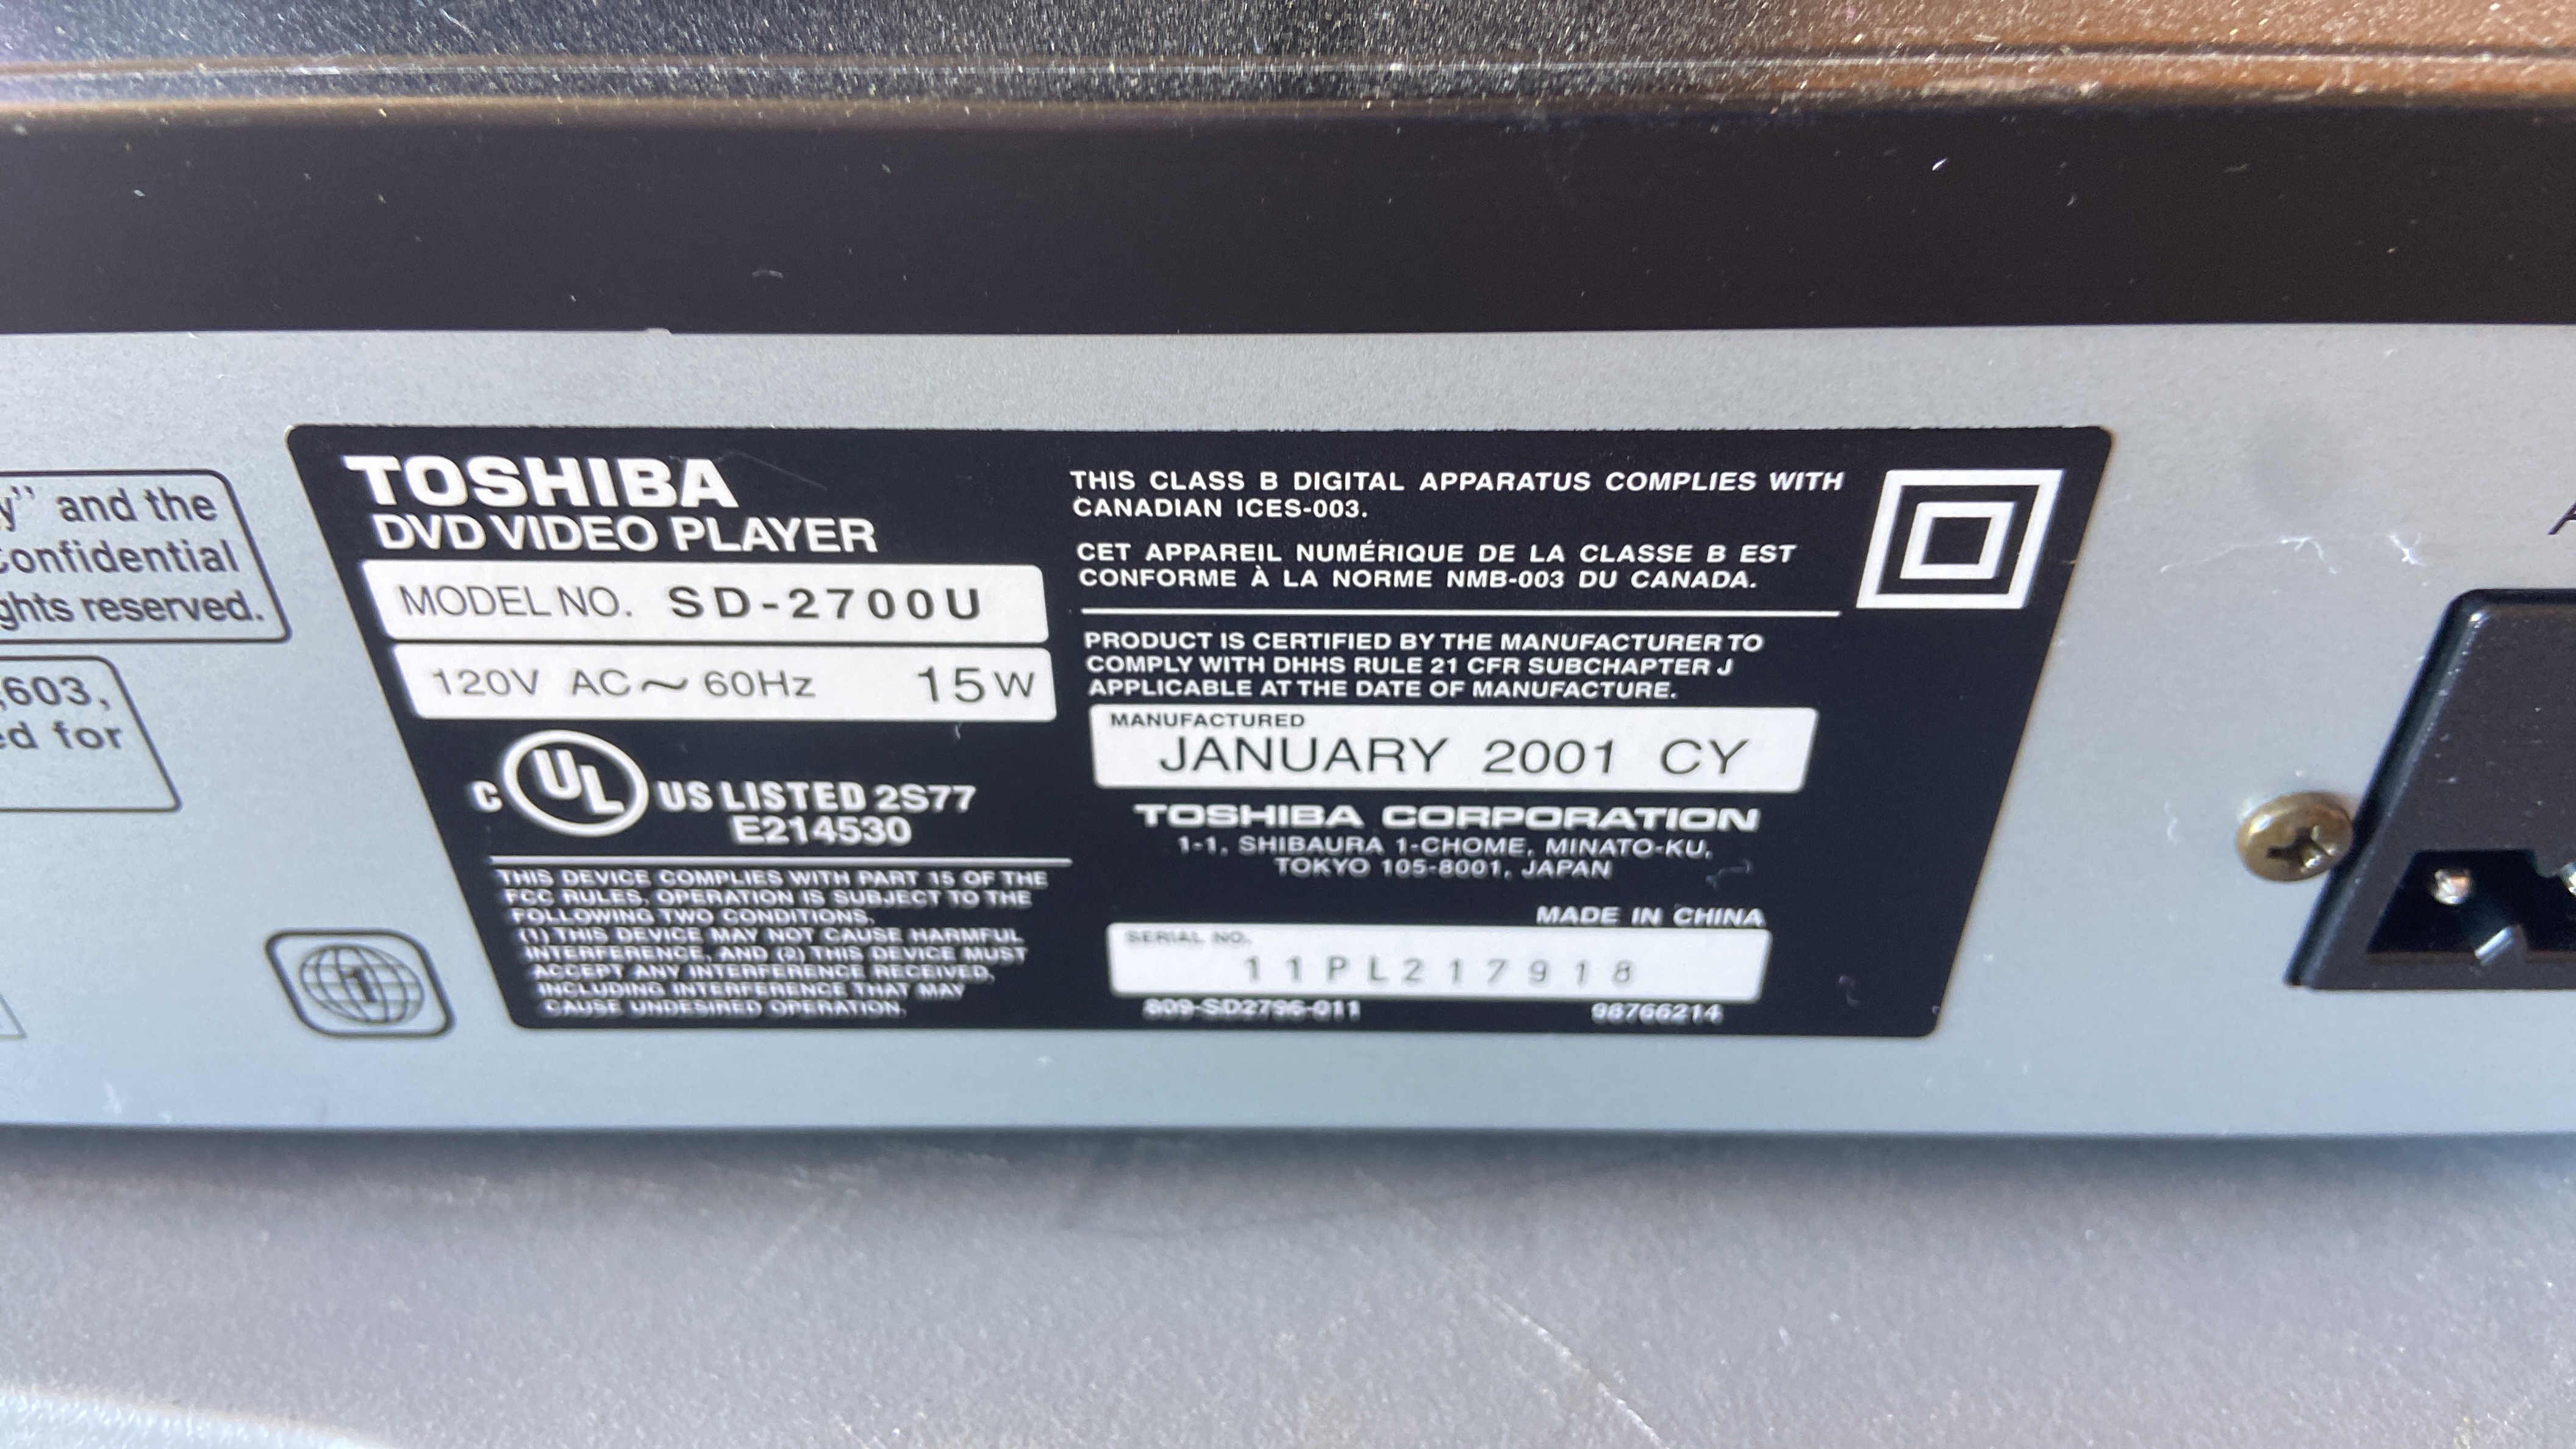 y" and the
confidential
ghts reserved.
,603,
ed for
1
TOSHIBA
DVD VIDEO PLAYER
MODEL NO. SD-2700U
120V AC~60Hz 15W
C UL US LISTED 2S77
E214530
THIS DEVICE COMPLIES WITH PART 15 OF THE
FCC RULES, OPERATION IS SUBJECT TO THE
FOLLOWING TWO CONDITIONS,
(1) THIS DEVICE MAY NOT CAUSE HARMFUL
INTERFERENCE, AND (2) THIS DEVICE MUST
ACCEPT ANY INTERFERENCE RECEIVED,
INCLUDING INTERFERENCE THAT MAY
CAUSE UNDESIRED OPERATION.
THIS CLASS B DIGITAL APPARATUS COMPLIES WITH
CANADIAN ICES-003.
CET APPAREIL NUMÉRIQUE DE LA CLASSE B EST
CONFORME À LA NORME NMB-003 DU CANADA.
PRODUCT IS CERTIFIED BY THE MANUFACTURER TO
COMPLY WITH DHHS RULE 21 CFR SUBCHAPTER J
APPLICABLE AT THE DATE OF MANUFACTURE.
MANUFACTURED
JANUARY 2001 CY
TOSHIBA CORPORATION
1-1, SHIBAURA 1-CHOME, MINATO-KU,
TOKYO 105-8001, JAPAN
MADE IN CHINA
SERIAL NO.
11PL217918
809-SD2796-011 98766214